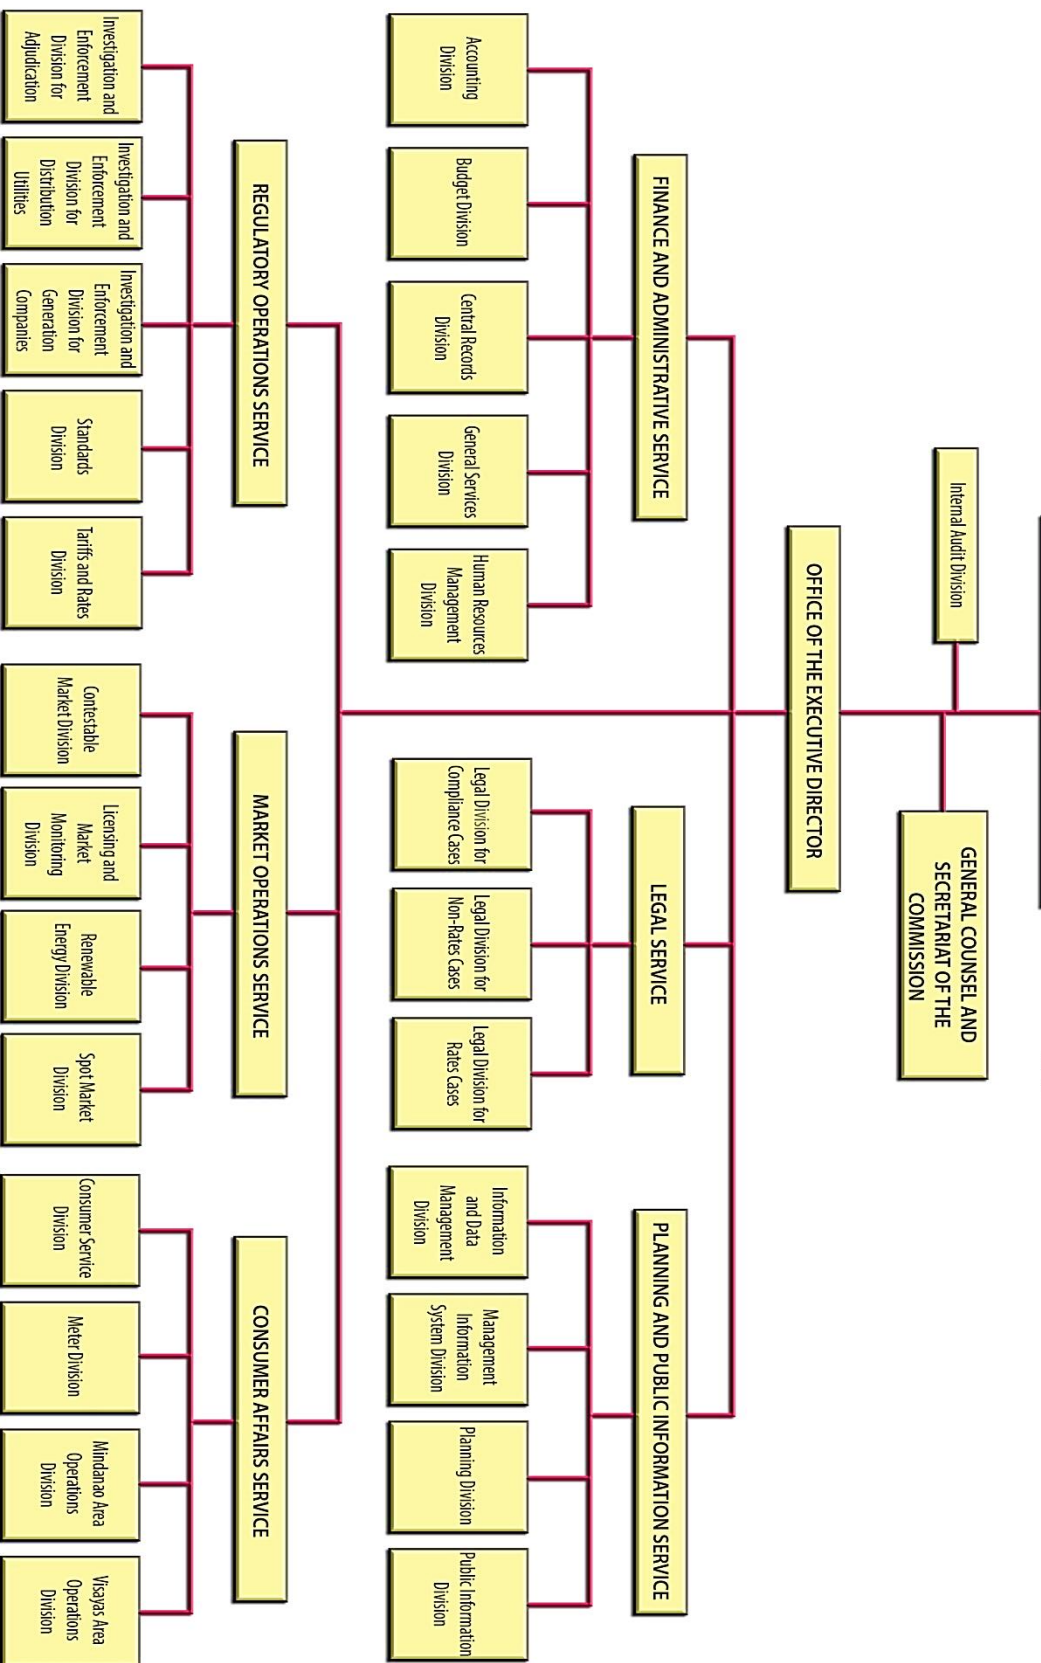 Internal Audit Division
GENERAL COUNSEL AND
SECRETARIAT OF THE
COMMISSION
OFFICE OF THE EXECUTIVE DIRECTOR
FINANCE AND ADMINISTRATIVE SERVICE
LEGAL SERVICE
PLANNING AND PUBLIC INFORMATION SERVICE
Accounting
Division
Budget Division
Central Records
Division
General Services
Division
Human Resources
Management
Division
Legal Division for
Compliance Cases
Legal Division for
Non-Rates Cases
Legal Division for
Rates Cases
Information
and Data
Management
Division
Management
Information
System Division
Planning Division
Public Information
Division
REGULATORY OPERATIONS SERVICE
MARKET OPERATIONS SERVICE
CONSUMER AFFAIRS SERVICE
Investigation and
Enforcement
Division for
Adjudication
Investigation and
Enforcement
Division for
Distribution
Utilities
Investigation and
Enforcement
Division for
Generation
Companies
Standards
Division
Tariffs and Rates
Division
Contestable
Market Division
Licensing and
Market
Monitoring
Division
Renewable
Energy Division
Spot Market
Division
Consumer Service
Division
Meter Division
Mindanao Area
Operations
Division
Visayas Area
Operations
Division